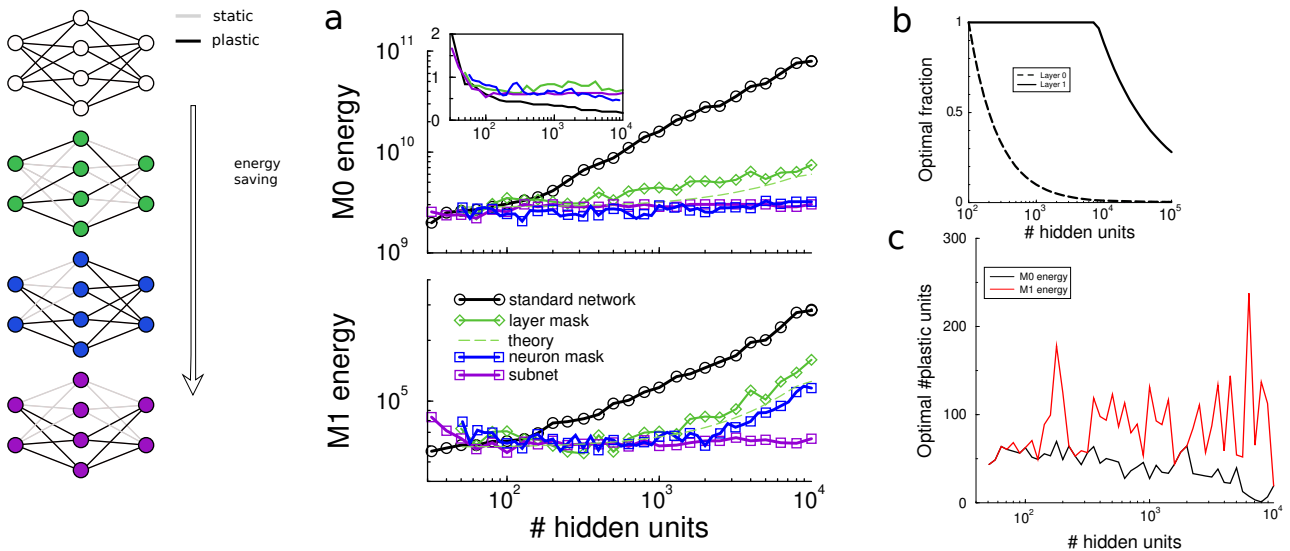 static
plastic
energy
saving
a
M0 energy
10^11
10^10
10^9
2
1
0
10^2
10^3
10^4
M1 energy
10^5
standard network
layer mask
theory
neuron mask
subnet
10^2
10^3
10^4
# hidden units
b
Optimal fraction
1
0.5
0
Layer 0
Layer 1
10^2
10^3
10^4
10^5
# hidden units
c
Optimal #plastic units
300
200
150
100
50
0
M0 energy
M1 energy
10^2
10^3
10^4
# hidden units